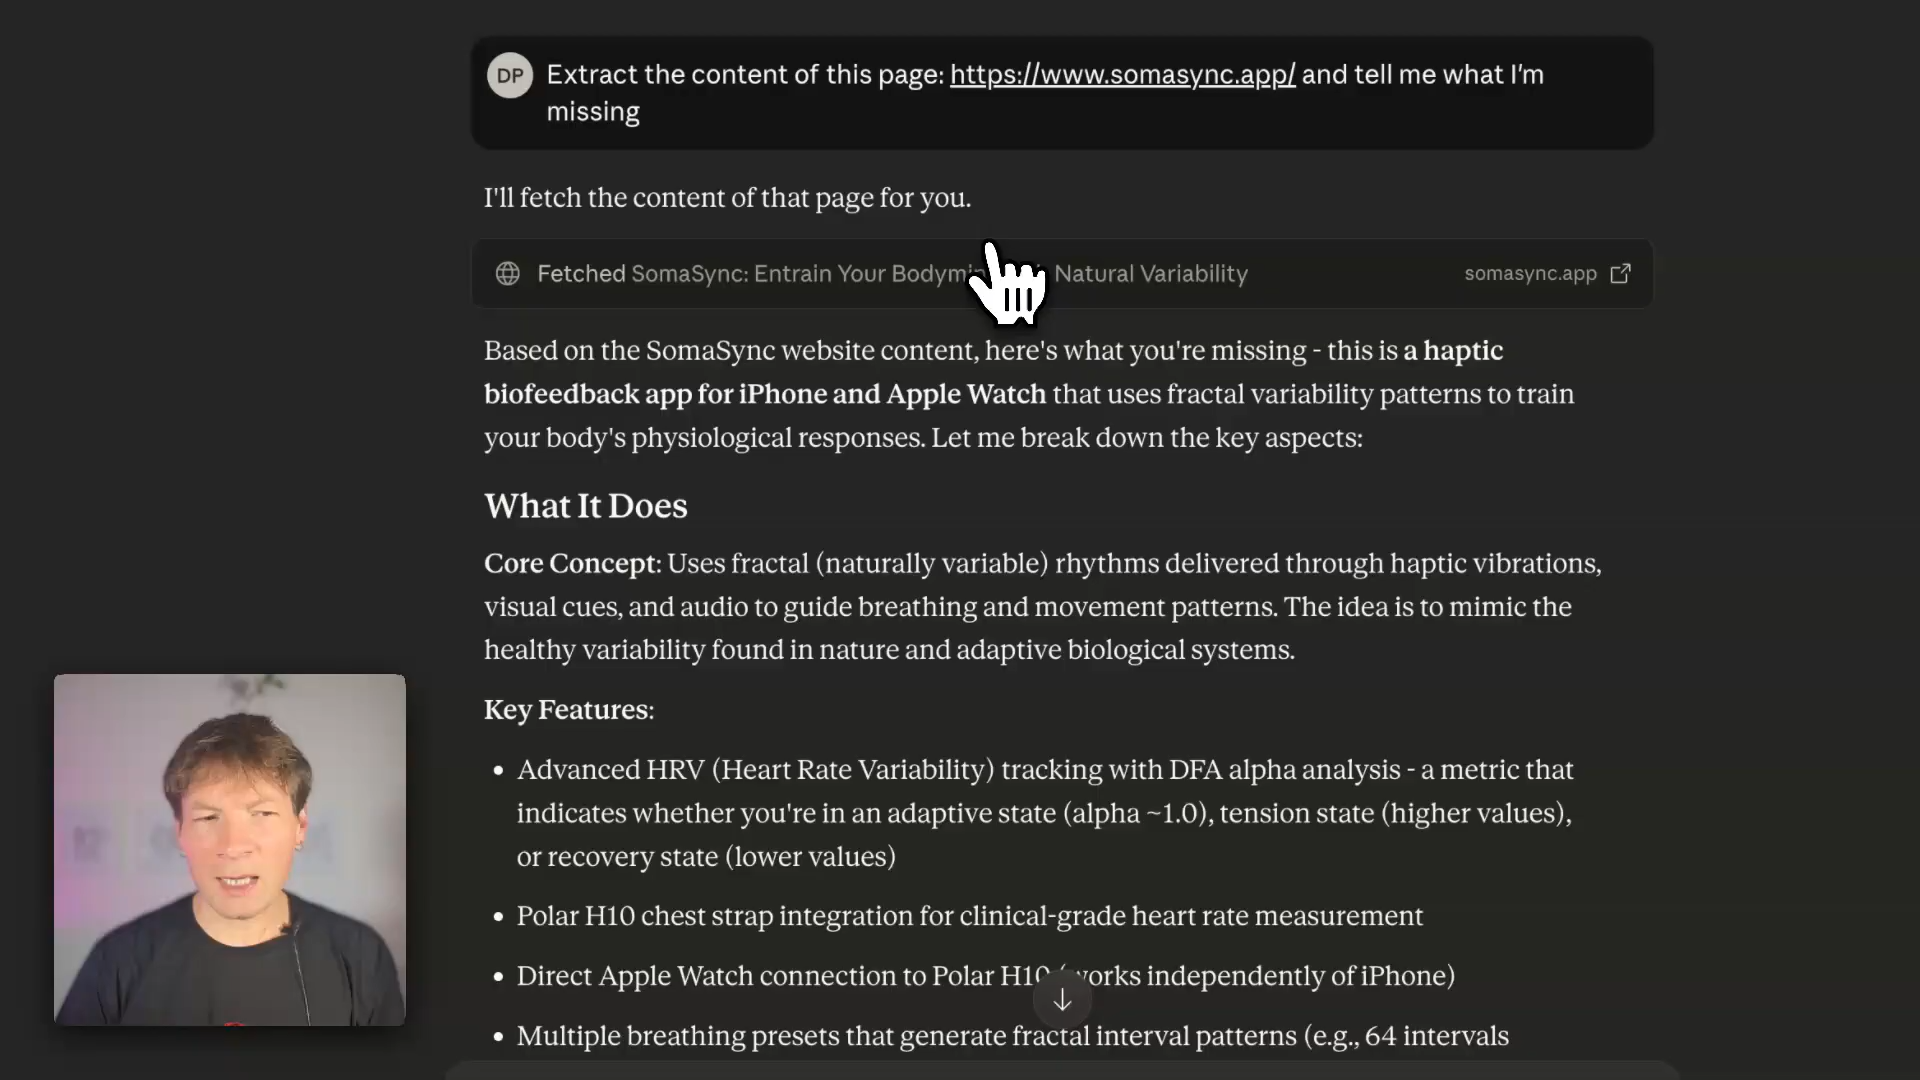 DP
Extract the content of this page: https://www.somasync.app/ and tell me what I'm
missing
I'll fetch the content of that page for you.
Fetched SomaSync: Entrain Your Natural Variability
somasync.app
Based on the SomaSync website content, here's what you're missing - this is a haptic
biofeedback app for iPhone and Apple Watch that uses fractal variability patterns to train
your body's physiological responses. Let me break down the key aspects:
What It Does
Core Concept: Uses fractal (naturally variable) rhythms delivered through haptic vibrations,
visual cues, and audio to guide breathing and movement patterns. The idea is to mimic the
healthy variability found in nature and adaptive biological systems.
Key Features:
• Advanced HRV (Heart Rate Variability) tracking with DFA alpha analysis - a metric that
indicates whether you're in an adaptive state (alpha ~1.0), tension state (higher values),
or recovery state (lower values)
• Polar H10 chest strap integration for clinical-grade heart rate measurement
• Direct Apple Watch connection to Polar H10 (works independently of iPhone)
• Multiple breathing presets that generate fractal interval patterns (e.g., 64 intervals